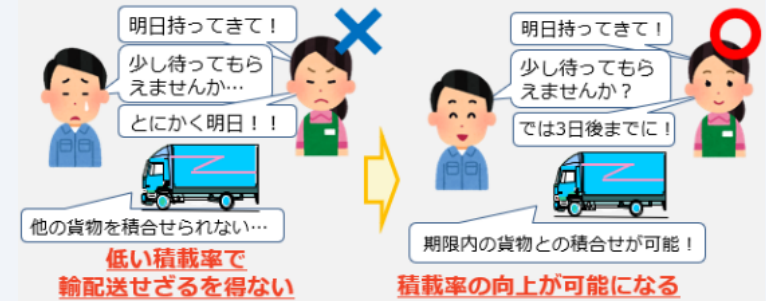 明日持ってきて！
少し待ってもら
えませんか…
とにかく明日！！
他の貨物を積合せられない…
低い積載率で
輸配送せざるを得ない
明日持ってきて！
少し待ってもら
えませんか？
では3日後までに！
期限内の貨物との積合せが可能！
積載率の向上が可能になる